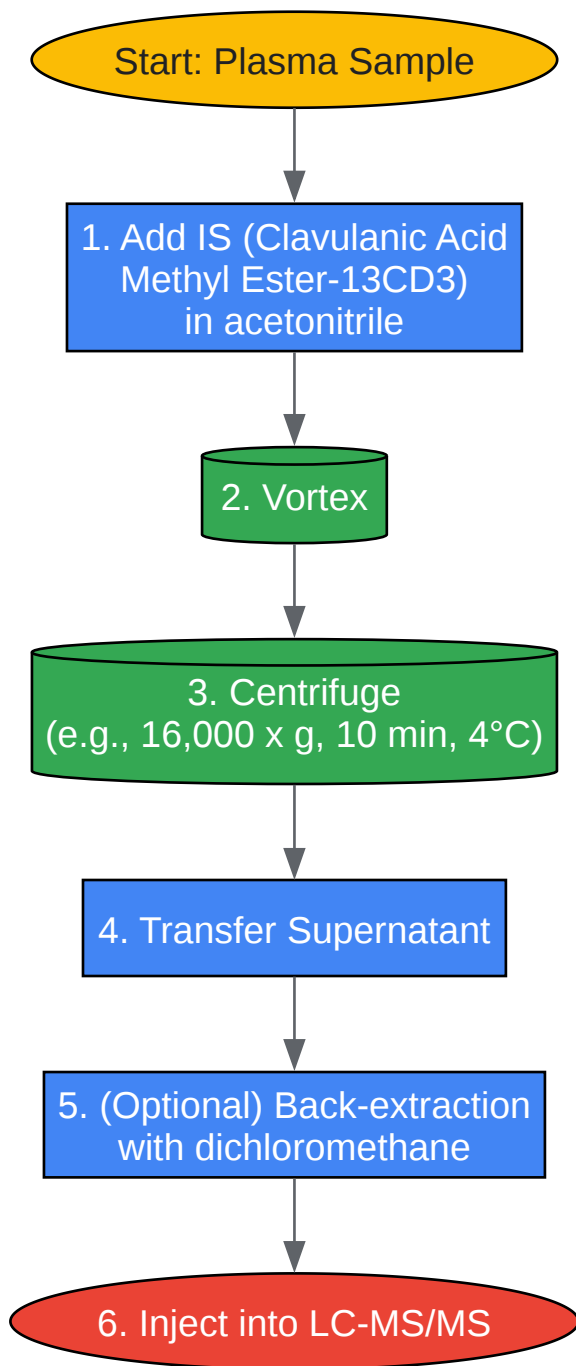 Start: Plasma Sample
1. Add IS (Clavulanic Acid
Methyl Ester-13CD3)
in acetonitrile
2. Vortex
3. Centrifuge
(e.g., 16,000 x g, 10 min, 4°C)
4. Transfer Supernatant
5. (Optional) Back-extraction
with dichloromethane
6. Inject into LC-MS/MS